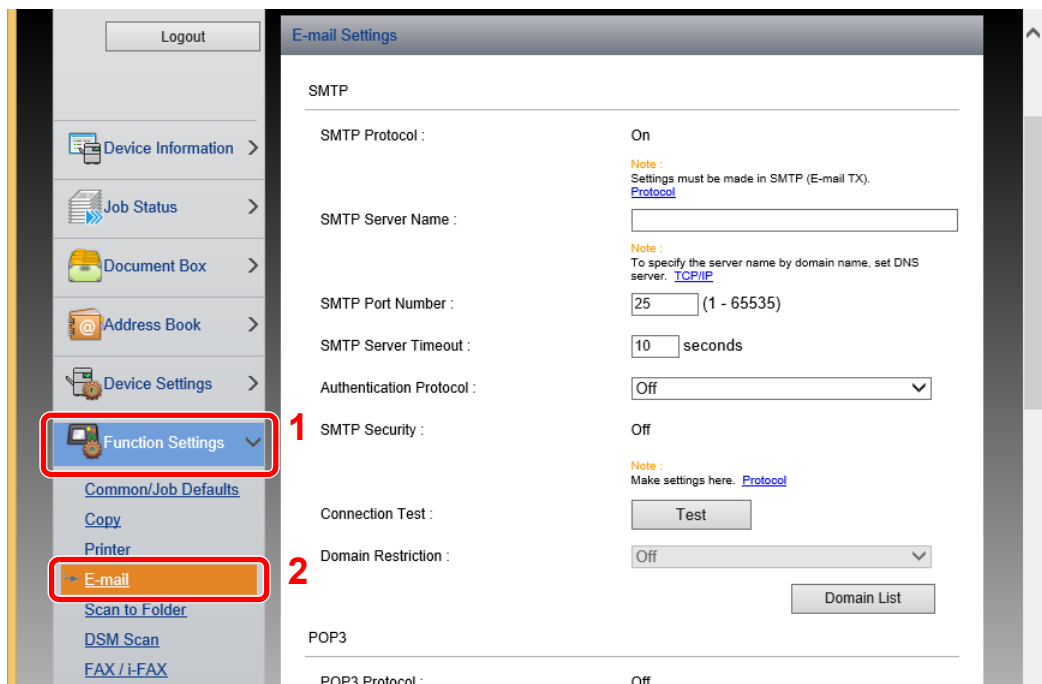 Logout
Device Information
Job Status
Document Box
Address Book
Device Settings
Function Settings
1
Common/Job Defaults
Copy
Printer
E-mail
2
Scan to Folder
DSM Scan
FAX / i-FAX
E-mail Settings
SMTP
SMTP Protocol :
On
Note :
Settings must be made in SMTP (E-mail TX).
Protocol
SMTP Server Name :
Note :
To specify the server name by domain name, set DNS
server. TCP/IP
SMTP Port Number :
25 (1 - 65535)
SMTP Server Timeout :
10 seconds
Authentication Protocol :
Off
SMTP Security :
Off
Note :
Make settings here. Protocol
Connection Test :
Test
Domain Restriction :
Off
Domain List
POP3
POP3 Protocol :
Off